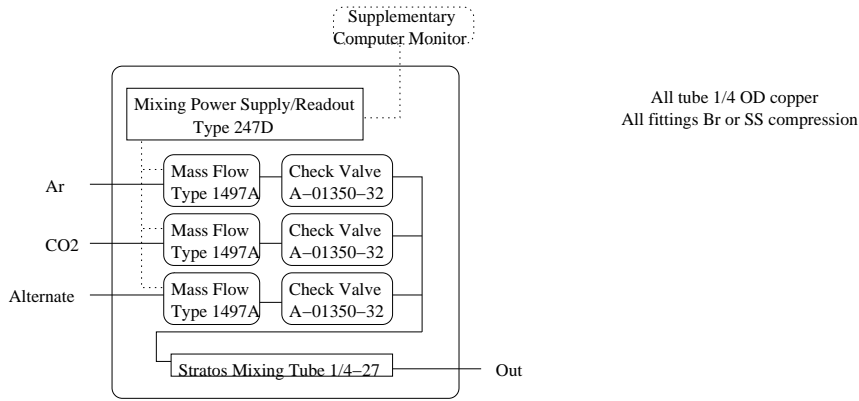 Supplementary
Computer Monitor
Mixing Power Supply/Readout
Type 247D
All tube 1/4 OD copper
All fittings Br or SS compression
Ar
Mass Flow
Type 1497A
Check Valve
A−01350−32
CO2
Mass Flow
Type 1497A
Check Valve
A−01350−32
Alternate
Mass Flow
Type 1497A
Check Valve
A−01350−32
Stratos Mixing Tube 1/4−27
Out